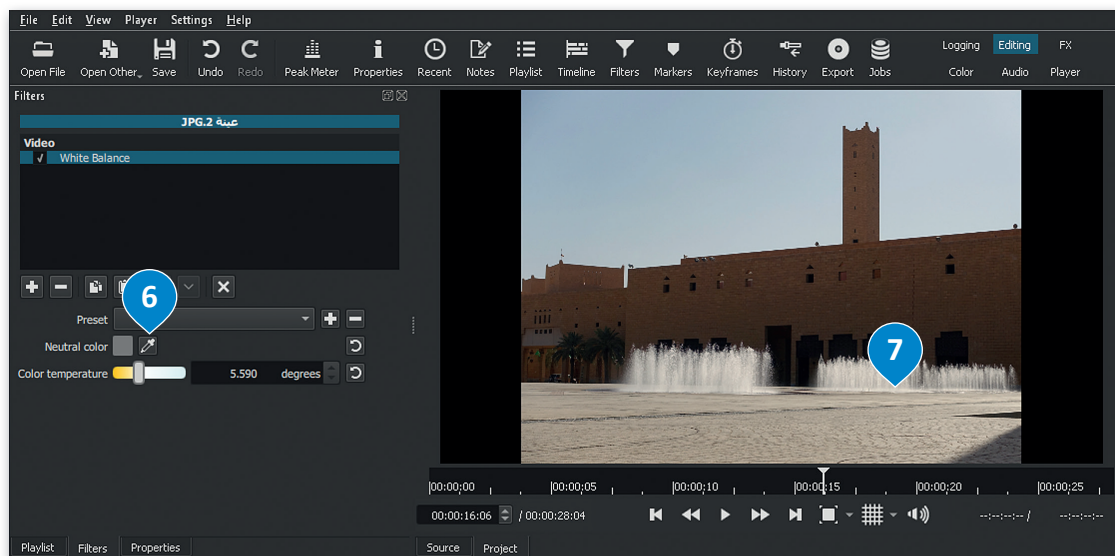 File Edit View Player Settings Help
Open File Open Other Save Undo Redo Peak Meter Properties Recent Notes Playlist Timeline Filters Markers Keyframes History Export Jobs
Logging Editing FX
Color Audio Player
Filters
عينة JPG.2
Video
√ White Balance
6
Preset
Neutral color
Color temperature 5.590 degrees
7
00:00:00 00:00:05 00:00:10 00:00:15 00:00:20 00:00:25
00:00:16:06 / 00:00:28:04 --:--:--:-- / --:--:--:--
Playlist Filters Properties
Source Project